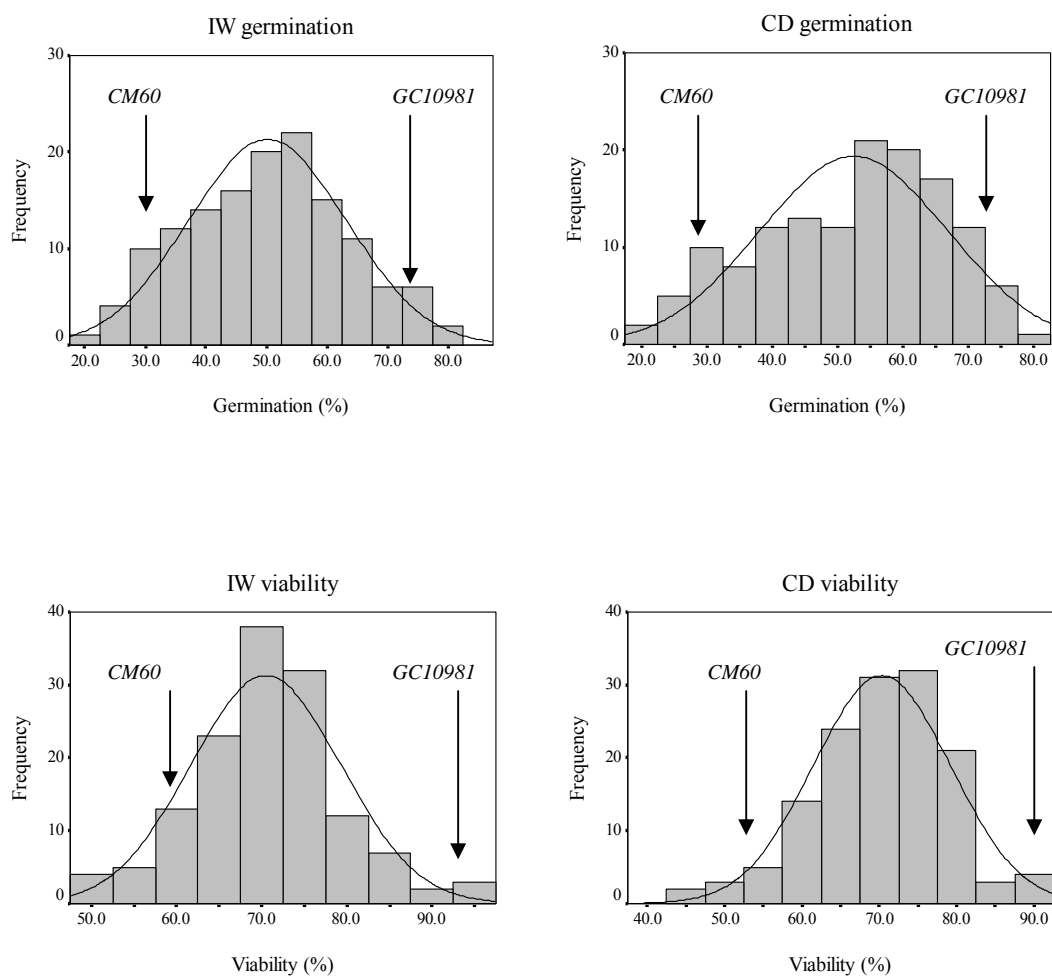 IW germination
30
20
10
0
Frequency
CM60
GC10981
20.0 30.0 40.0 50.0 60.0 70.0 80.0
Germination (%)
CD germination
30
20
10
0
Frequency
CM60
GC10981
20.0 30.0 40.0 50.0 60.0 70.0 80.0
Germination (%)
IW viability
40
30
20
10
0
Frequency
CM60
GC10981
50.0 60.0 70.0 80.0 90.0
Viability (%)
CD viability
40
30
20
10
0
Frequency
CM60
GC10981
40.0 50.0 60.0 70.0 80.0 90.0
Viability (%)